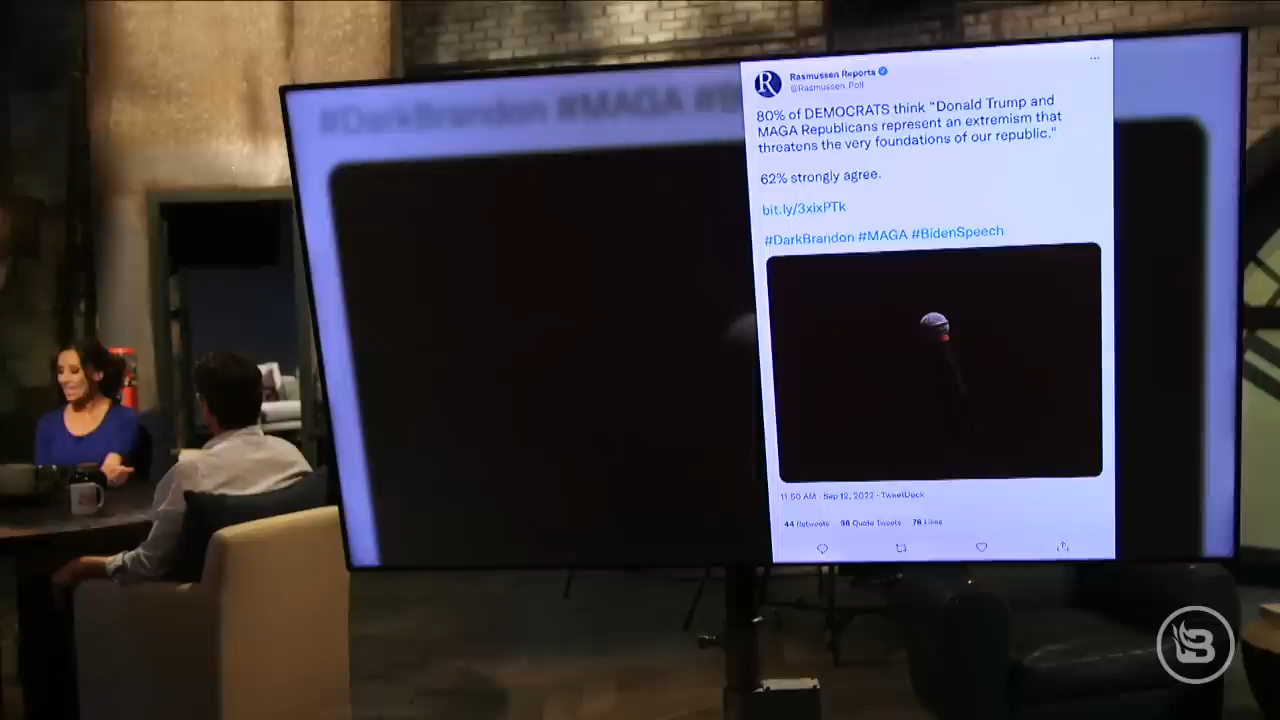 #DarkBrandon #MAGA #B
R
Rasmussen Reports
@Rasmussen_Poll
80% of DEMOCRATS think “Donald Trump and
MAGA Republicans represent an extremism that
threatens the very foundations of our republic.”
62% strongly agree.
bit.ly/3xixPTk
#DarkBrandon #MAGA #BidenSpeech
11:50 AM · Sep 12, 2022 · TweetDeck
44 Retweets 36 Quote Tweets 78 Likes
B